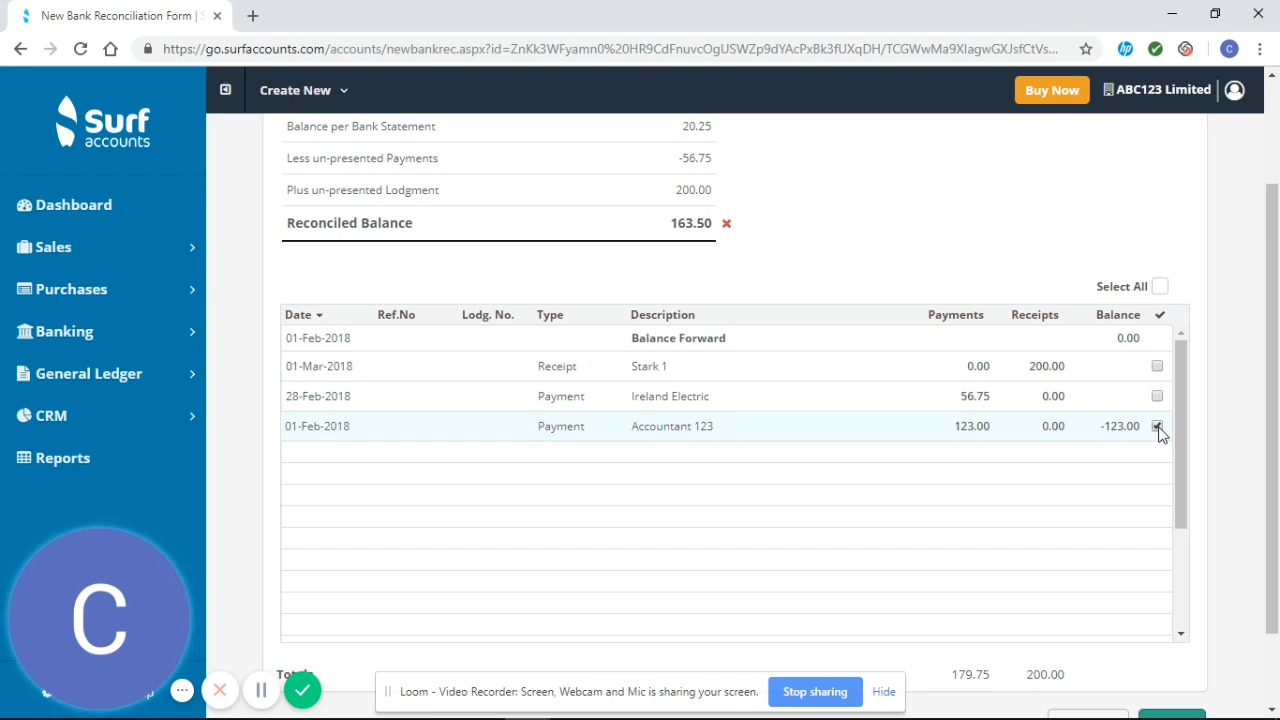 New Bank Reconciliation Form |
https://go.surfaccounts.com/accounts/newbankrec.aspx?id=ZnKk3WFyamn0%20HR9CdFnuvcOgUSWZp9dYAcPxBk3fUXqDH/TCGWwMa9XIagwGXJsfCtVs...
hp
C
Surf
accounts
Create New
Buy Now
ABC123 Limited
Dashboard
Sales
Purchases
Banking
General Ledger
CRM
Reports
Balance per Bank Statement 20.25
Less un-presented Payments -56.75
Plus un-presented Lodgment 200.00
Reconciled Balance 163.50
Select All
Date Ref.No Lodg. No. Type Description Payments Receipts Balance
01-Feb-2018 Balance Forward 0.00
01-Mar-2018 Receipt Stark 1 0.00 200.00
28-Feb-2018 Payment Ireland Electric 56.75 0.00
01-Feb-2018 Payment Accountant 123 123.00 0.00 -123.00
179.75 200.00
C
Loom - Video Recorder: Screen, Webcam and Mic is sharing your screen. Stop sharing Hide